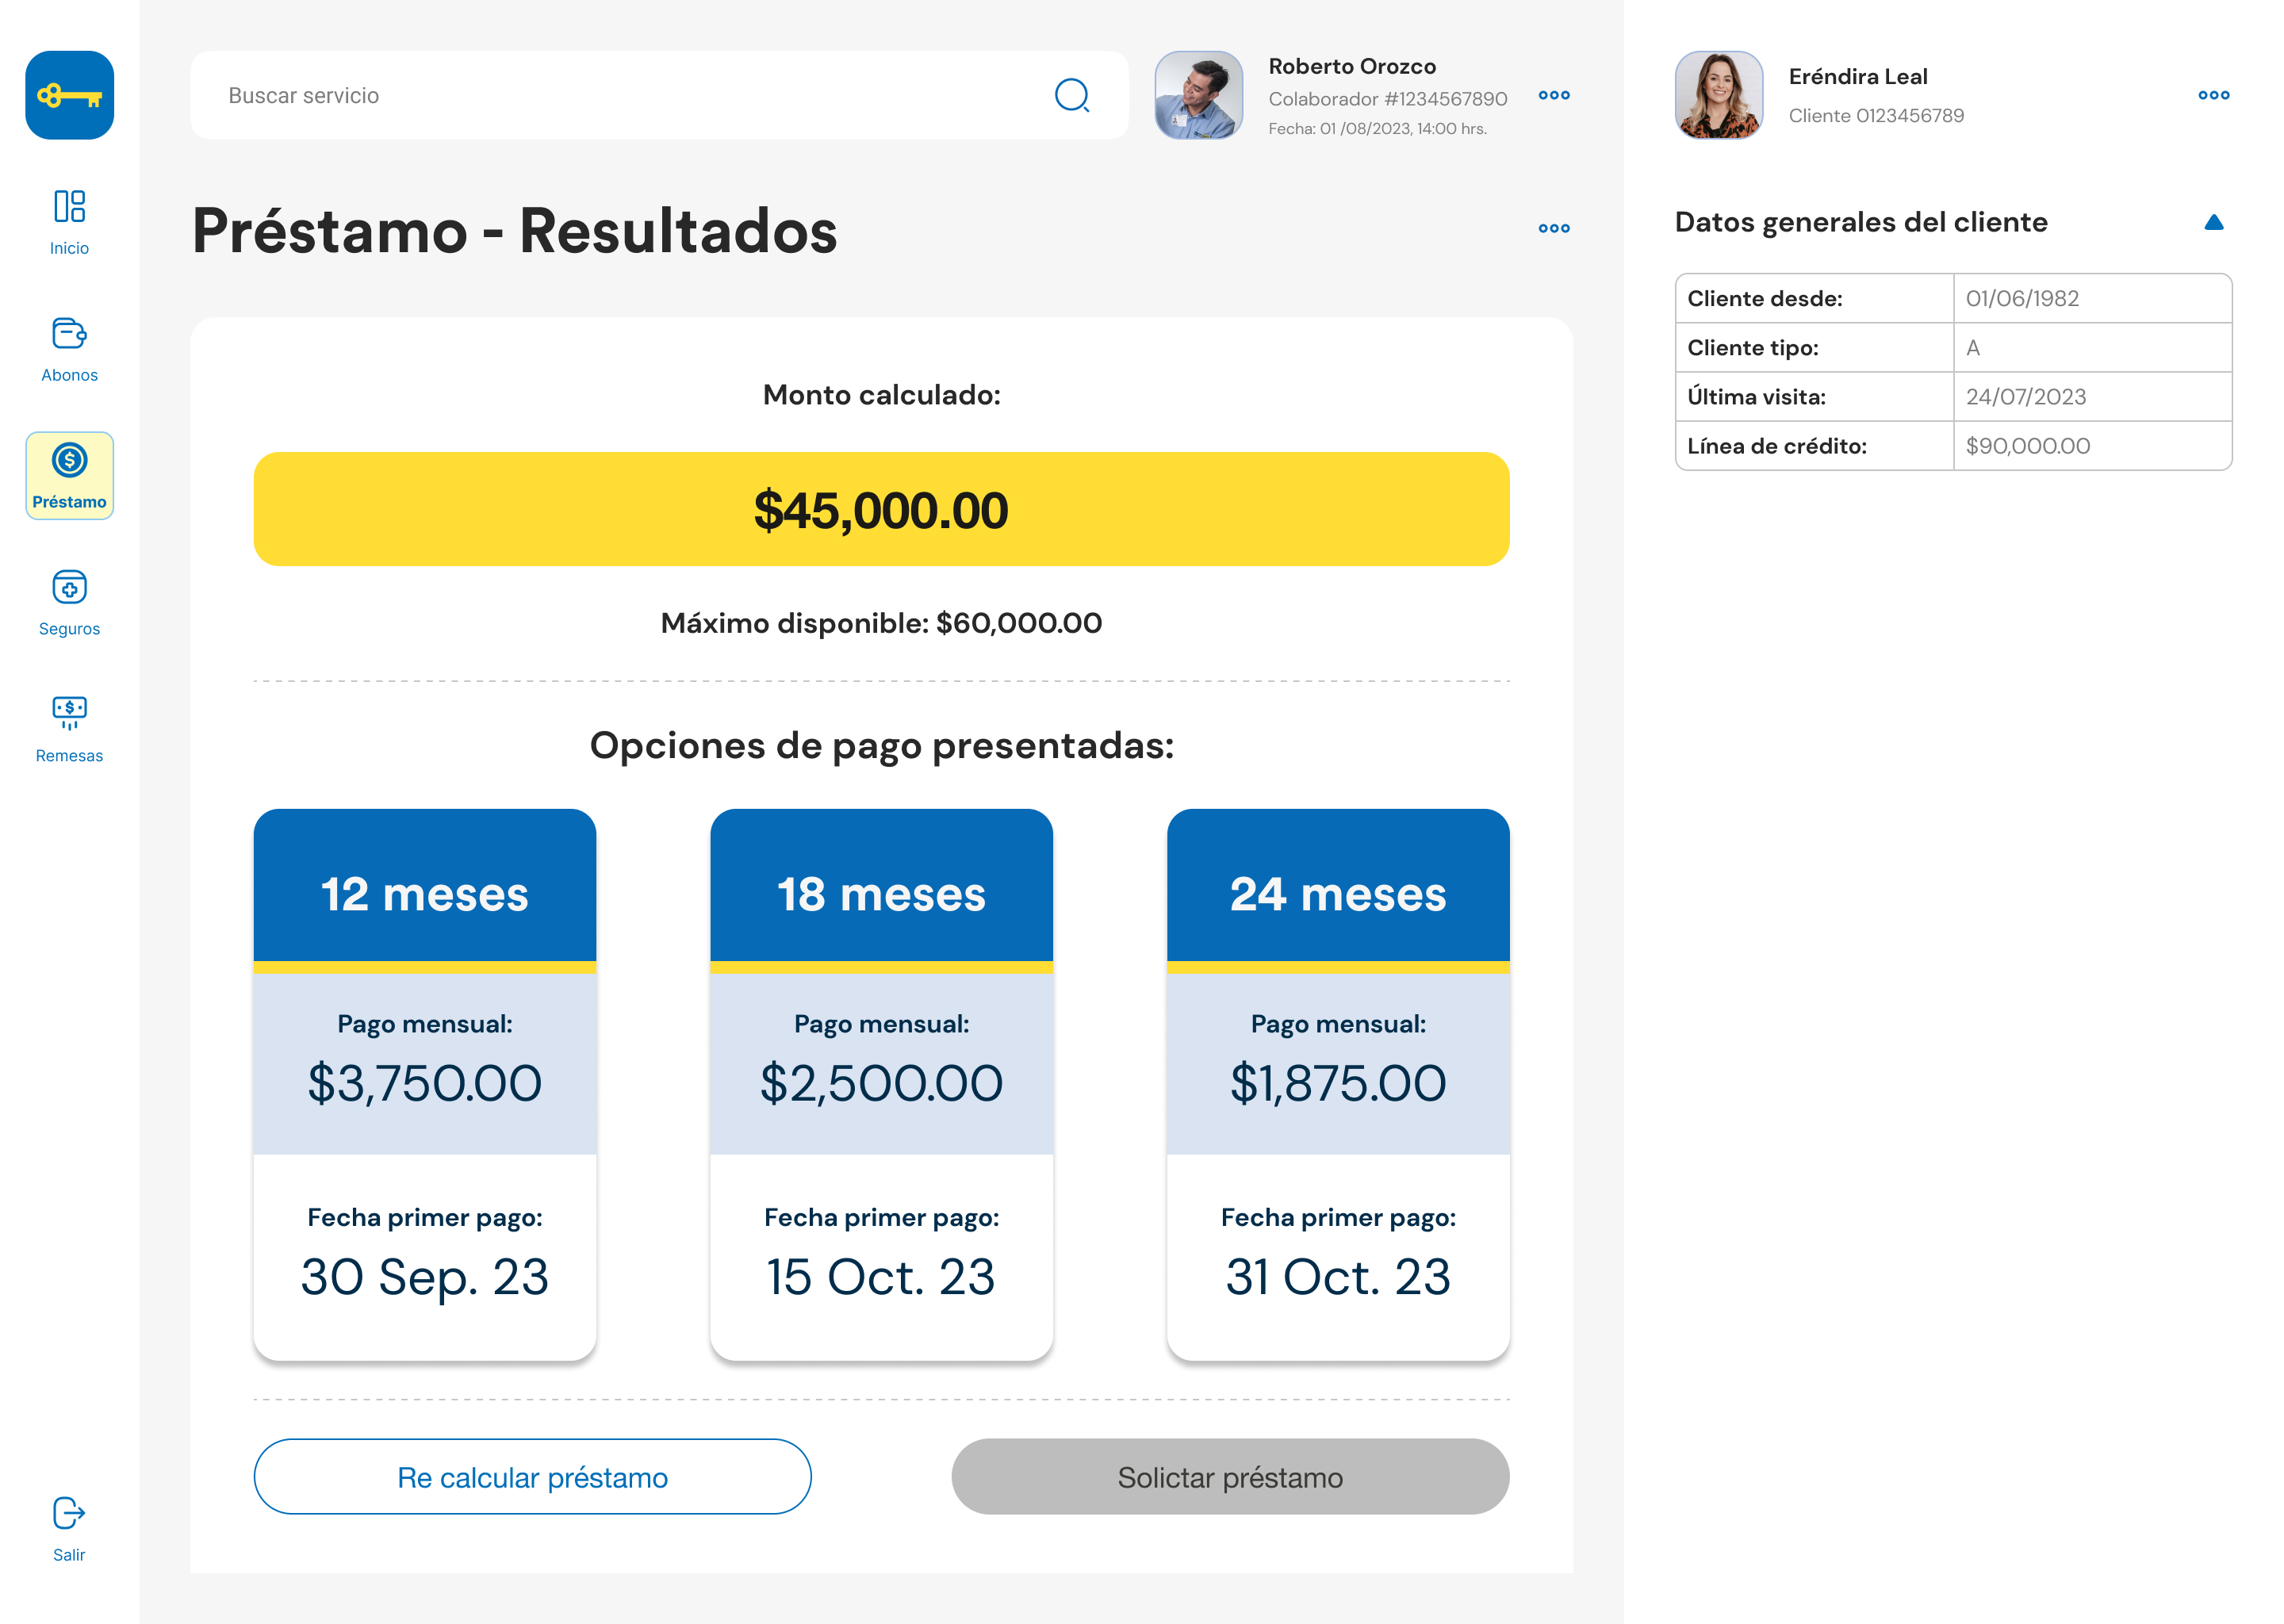 Buscar servicio
Roberto Orozco
Colaborador #1234567890
Fecha: 01 /08/2023, 14:00 hrs.
Eréndira Leal
Cliente 0123456789
Inicio
Abonos
Préstamo
Seguros
Remesas
Salir
Préstamo - Resultados
Monto calculado:
$45,000.00
Máximo disponible: $60,000.00
Opciones de pago presentadas:
12 meses
Pago mensual:
$3,750.00
Fecha primer pago:
30 Sep. 23
18 meses
Pago mensual:
$2,500.00
Fecha primer pago:
15 Oct. 23
24 meses
Pago mensual:
$1,875.00
Fecha primer pago:
31 Oct. 23
Re calcular préstamo
Solictar préstamo
Datos generales del cliente
Cliente desde: 01/06/1982
Cliente tipo: A
Última visita: 24/07/2023
Línea de crédito: $90,000.00